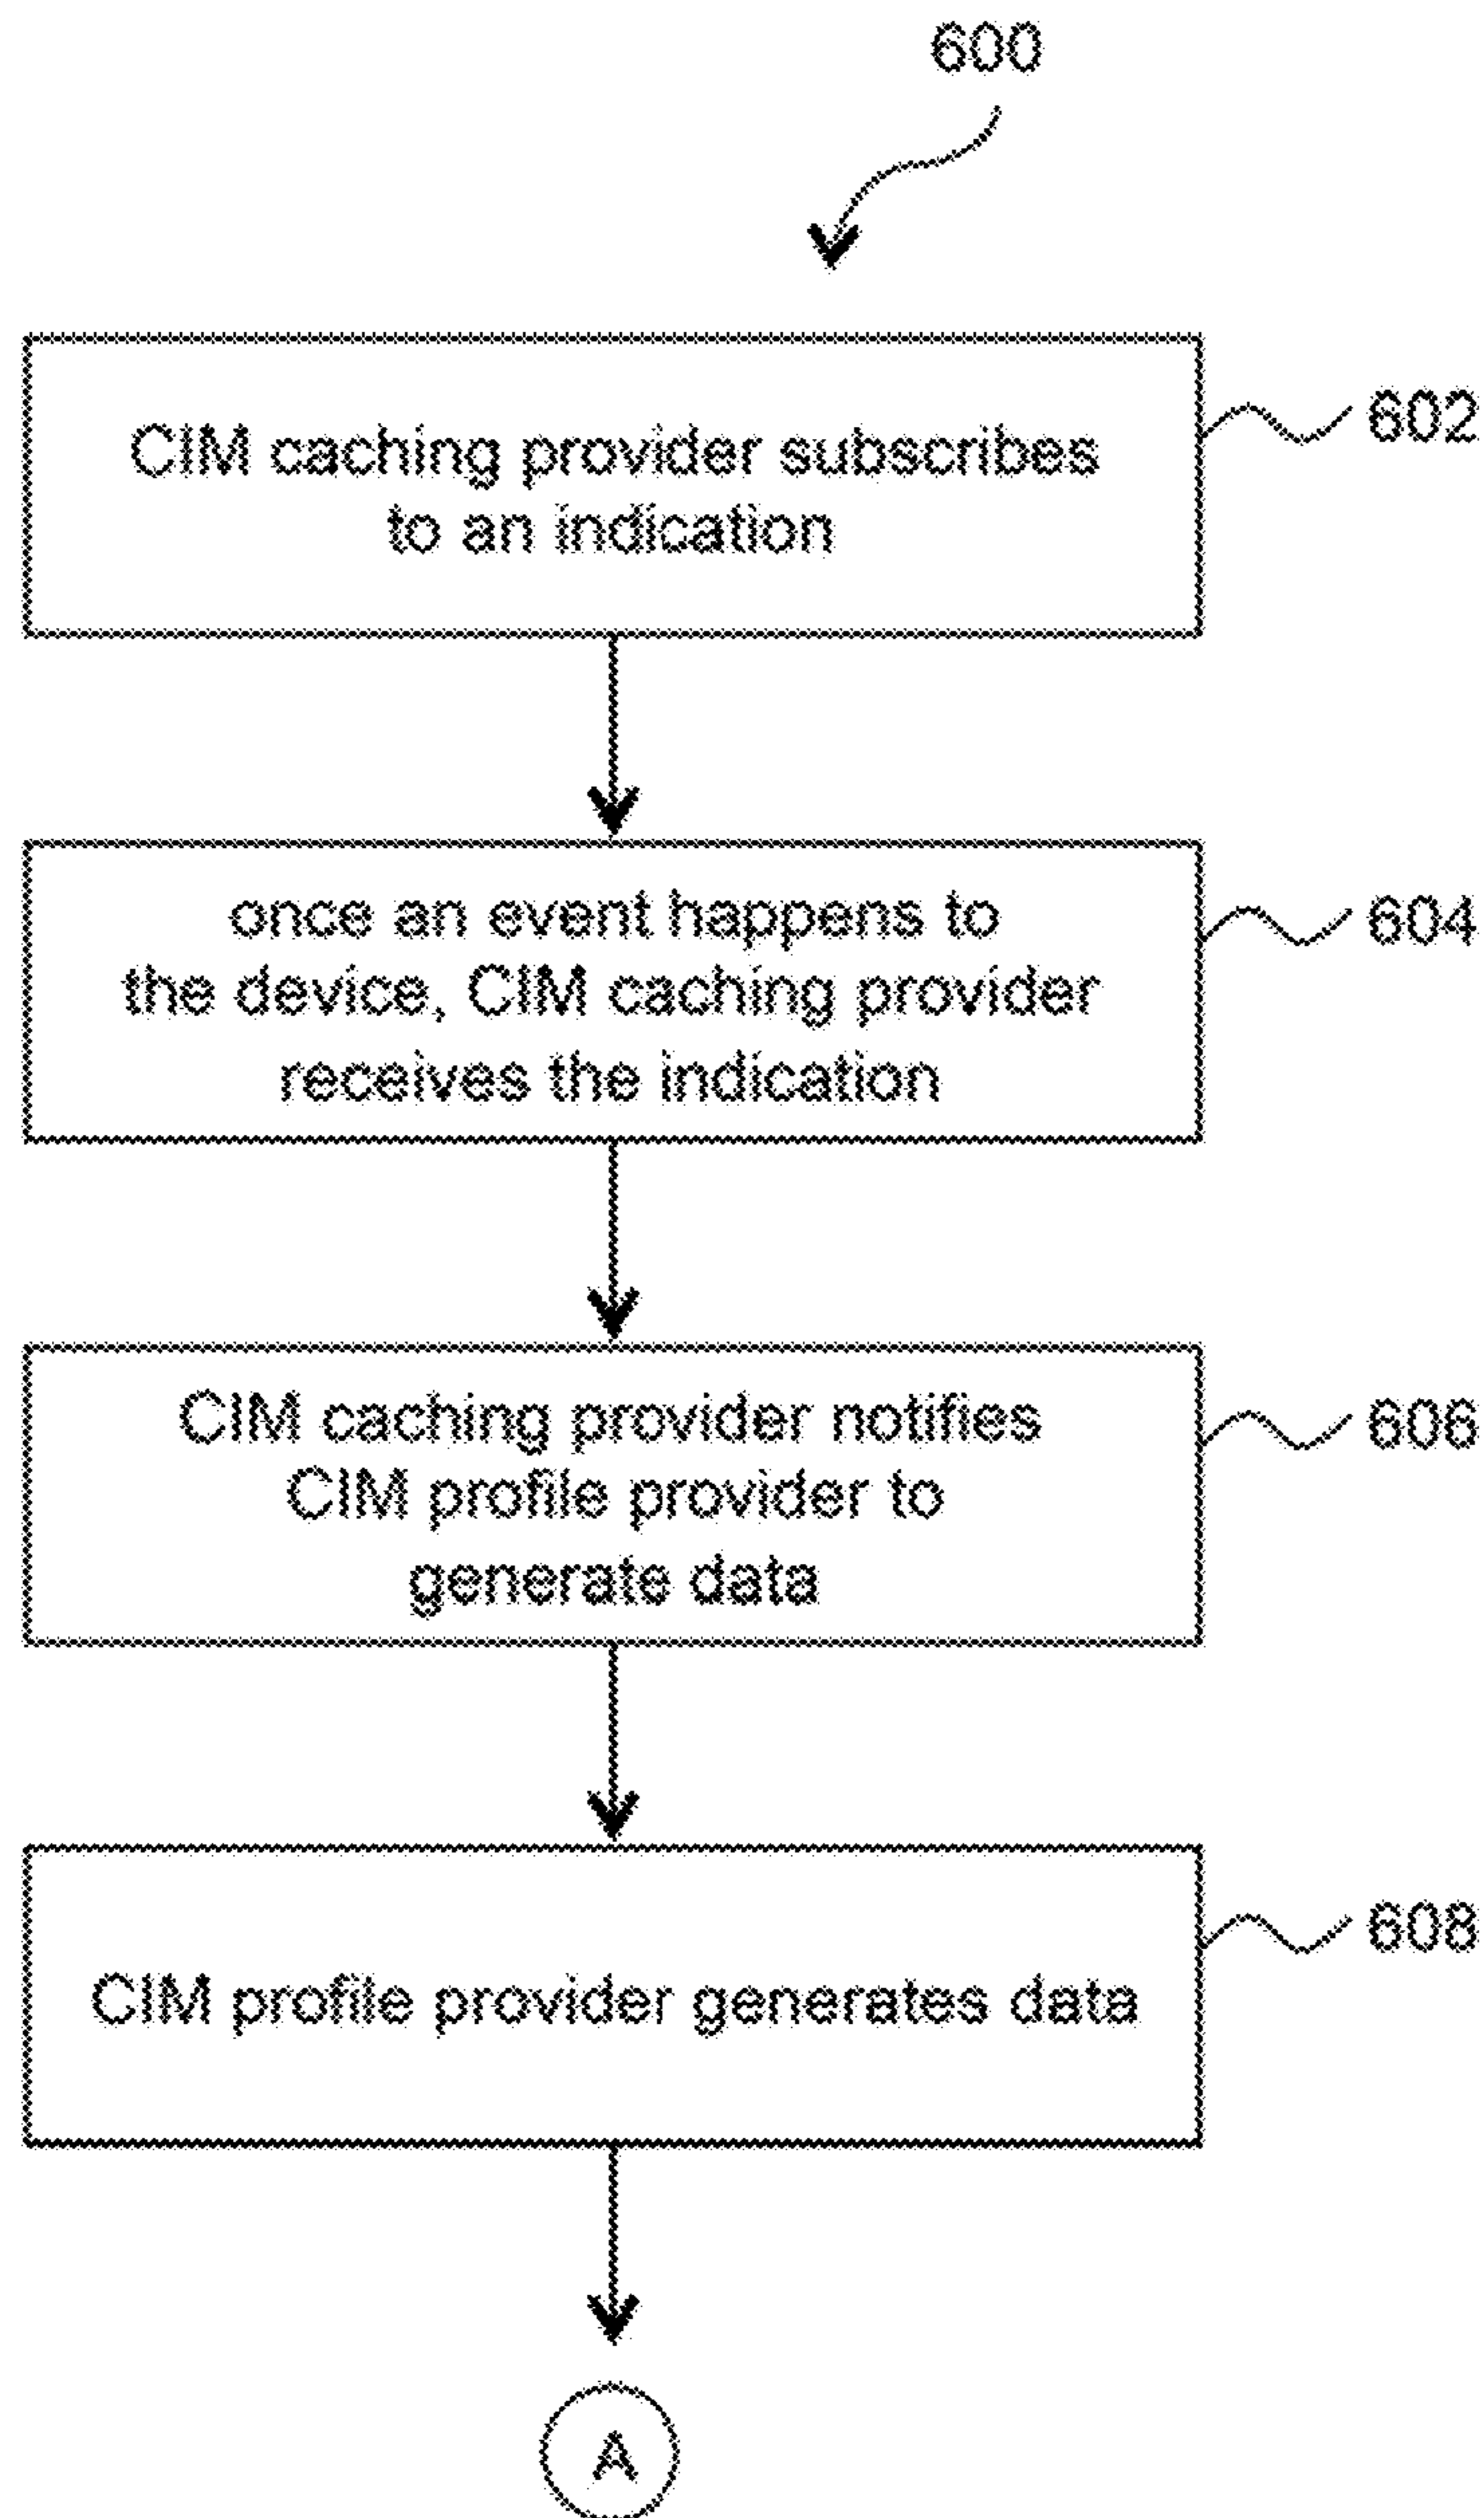 600
CIM caching provider subscribes
to an indication
602
once an event happens to
the device, CIM caching provider
receives the indication
604
CIM caching provider notifies
CIM profile provider to
generate data
606
CIM profile provider generates data
608
A